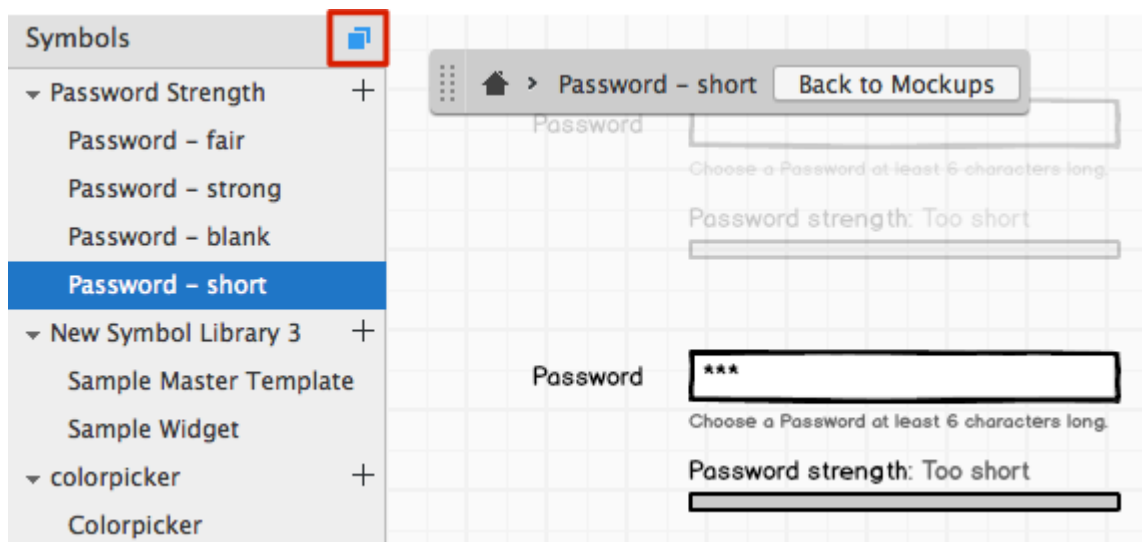 Symbols
Password Strength +
Password – fair
Password – strong
Password – blank
Password – short
New Symbol Library 3 +
Sample Master Template
Sample Widget
colorpicker +
Colorpicker
> Password – short Back to Mockups
Password
Choose a Password at least 6 characters long.
Password strength: Too short
Password ***
Choose a Password at least 6 characters long.
Password strength: Too short